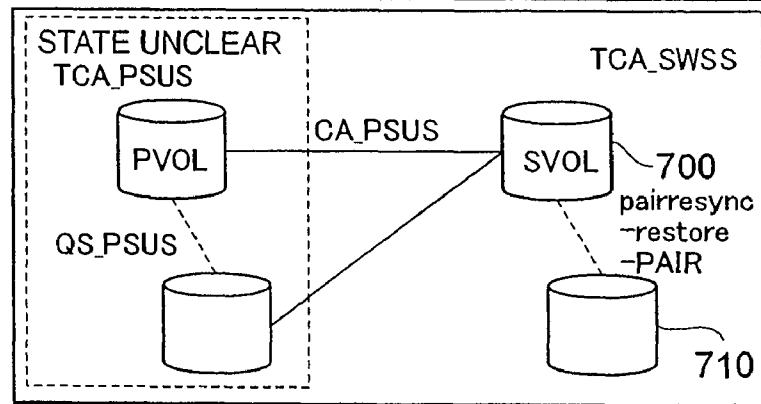 STATE UNCLEAR
TCA_PSUS
TCA_SWSS
CA_PSUS
PVOL
SVOL
700
pairresync
-restore
-PAIR
QS_PSUS
710